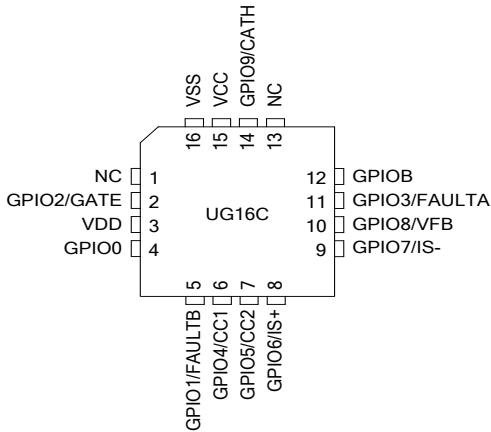 VSS
VCC
GPIO9/CATH
NC
16
15
14
13
NC 1
GPIO2/GATE 2
VDD 3
GPIO0 4
UG16C
12 GPIOB
11 GPIO3/FAULTA
10 GPIO8/VFB
9 GPIO7/IS-
5
6
7
8
GPIO1/FAULTB
GPIO4/CC1
GPIO5/CC2
GPIO6/IS+